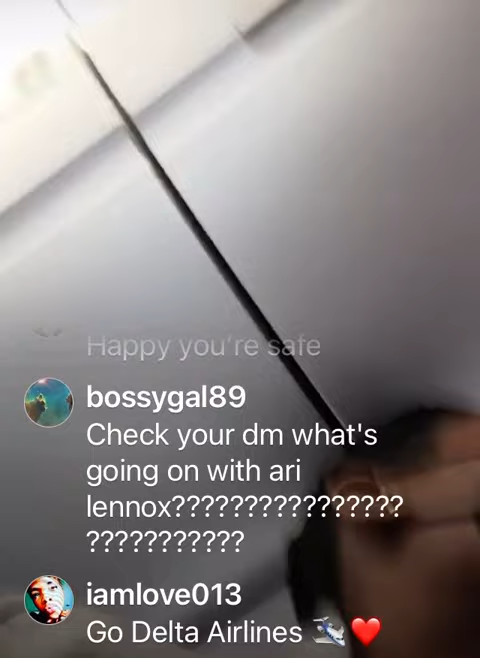 Happy you're safe
bossygal89
Check your dm what's
going on with ari
lennox????????????????
???????????
iamlove013
Go Delta Airlines 🛬❤️